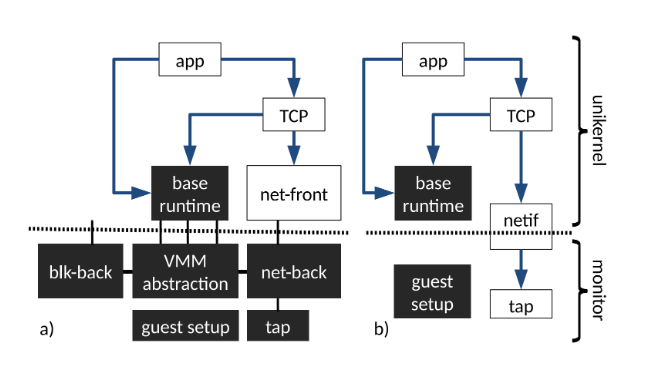 app
TCP
base
runtime
net-front
blk-back
VMM
abstraction
net-back
guest setup
tap
a)
app
TCP
base
runtime
netif
guest
setup
tap
b)
unikernel
monitor